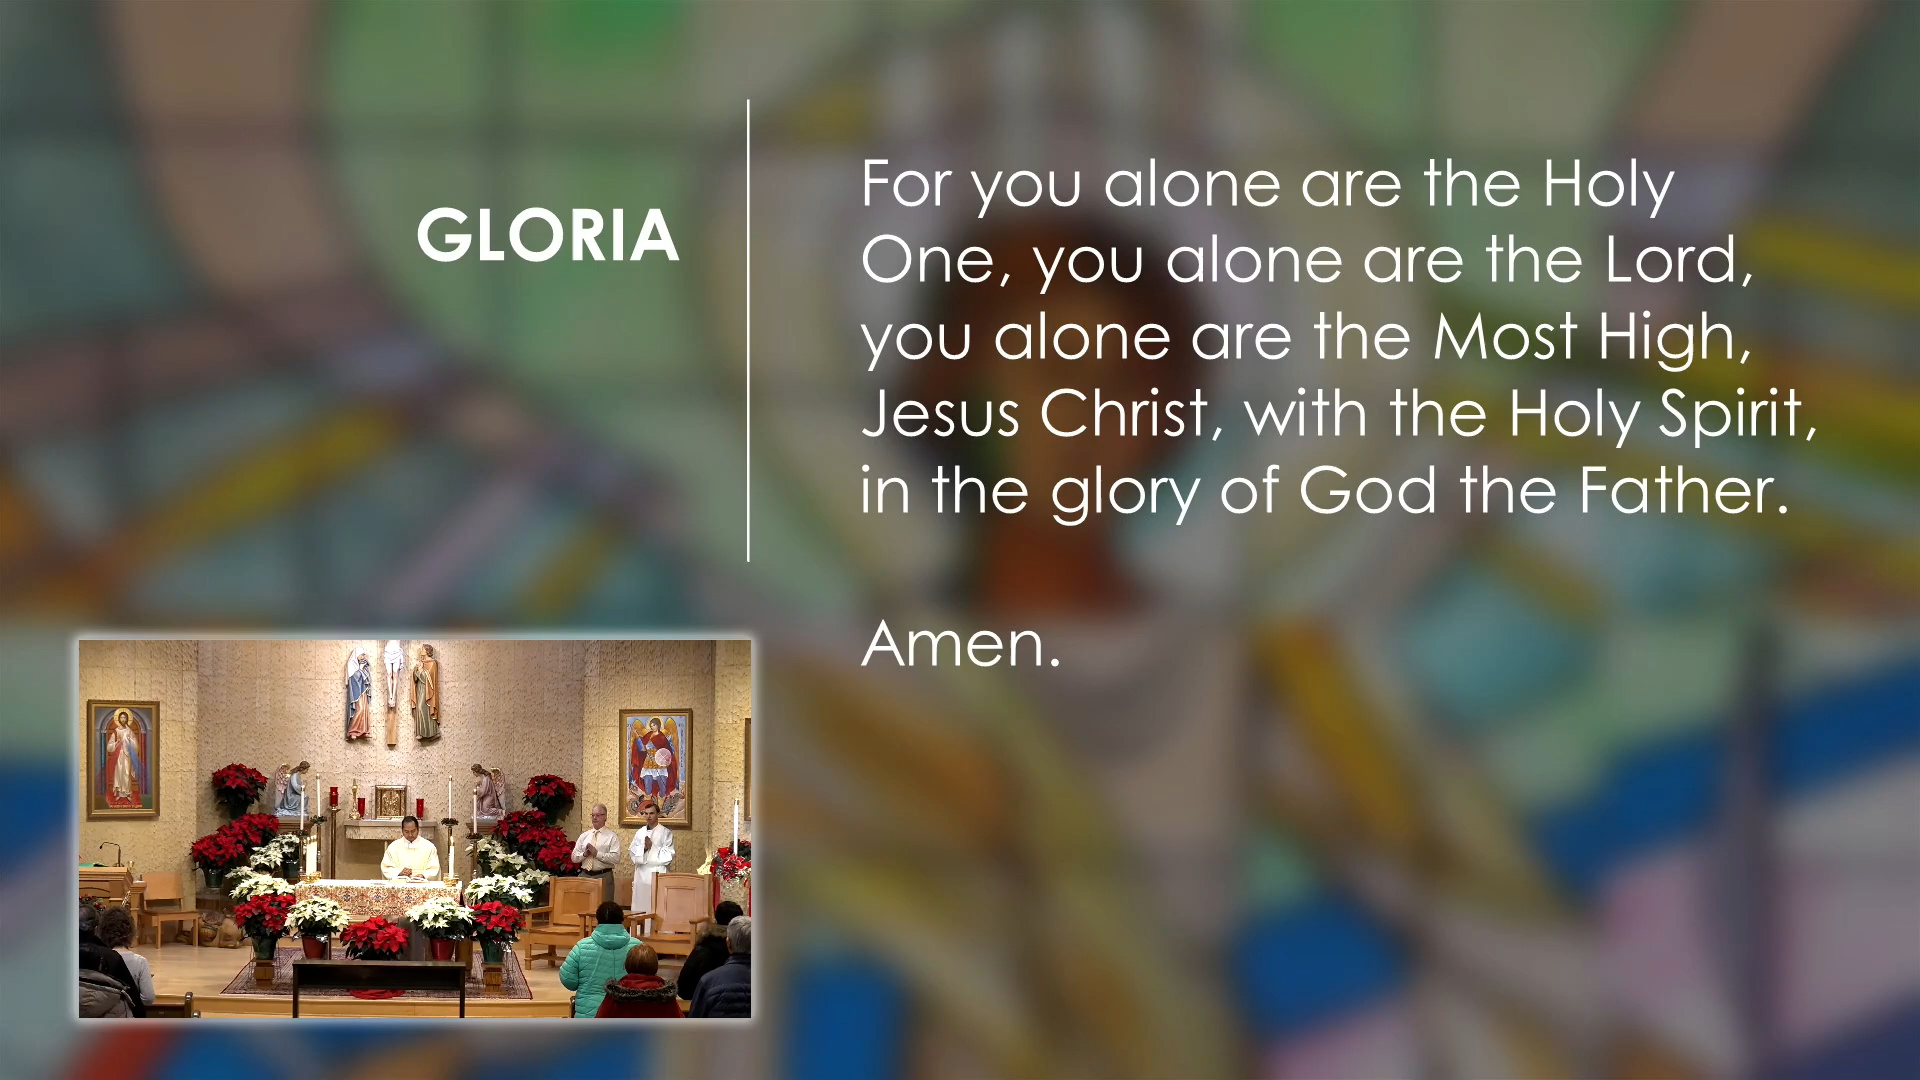 GLORIA
For you alone are the Holy
One, you alone are the Lord,
you alone are the Most High,
Jesus Christ, with the Holy Spirit,
in the glory of God the Father.
Amen.